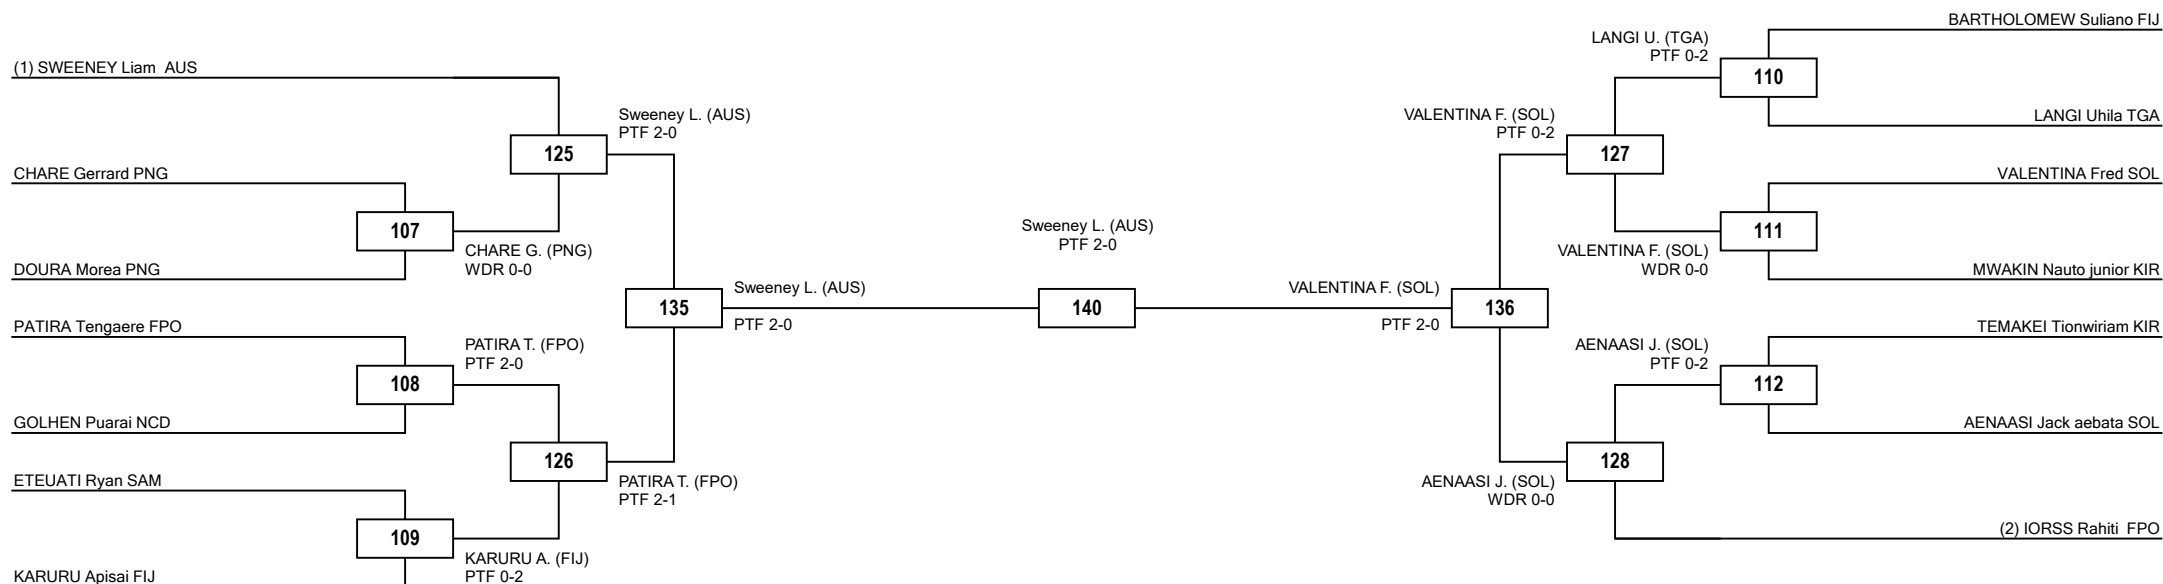 BARTHOLOMEW Suliano FIJ
LANGI U. (TGA)
PTF 0-2
(1) SWEENEY Liam  AUS
110
Sweeney L. (AUS)
PTF 2-0
VALENTINA F. (SOL)
PTF 0-2
LANGI Uhila TGA
125
127
CHARE Gerrard PNG
VALENTINA Fred SOL
107
Sweeney L. (AUS)
PTF 2-0
111
CHARE G. (PNG)
WDR 0-0
VALENTINA F. (SOL)
WDR 0-0
DOURA Morea PNG
MWAKIN Nauto junior KIR
Sweeney L. (AUS)
PTF 2-0
VALENTINA F. (SOL)
PTF 2-0
135
140
136
PATIRA Tengaere FPO
TEMAKEI Tionwiriam KIR
PATIRA T. (FPO)
PTF 2-0
AENAASI J. (SOL)
PTF 0-2
108
112
GOLHEN Puarai NCD
AENAASI Jack aebata SOL
126
128
ETEUATI Ryan SAM
PATIRA T. (FPO)
PTF 2-1
AENAASI J. (SOL)
WDR 0-0
(2) IORSS Rahiti  FPO
109
KARURU A. (FIJ)
PTF 0-2
KARURU Apisai FIJ